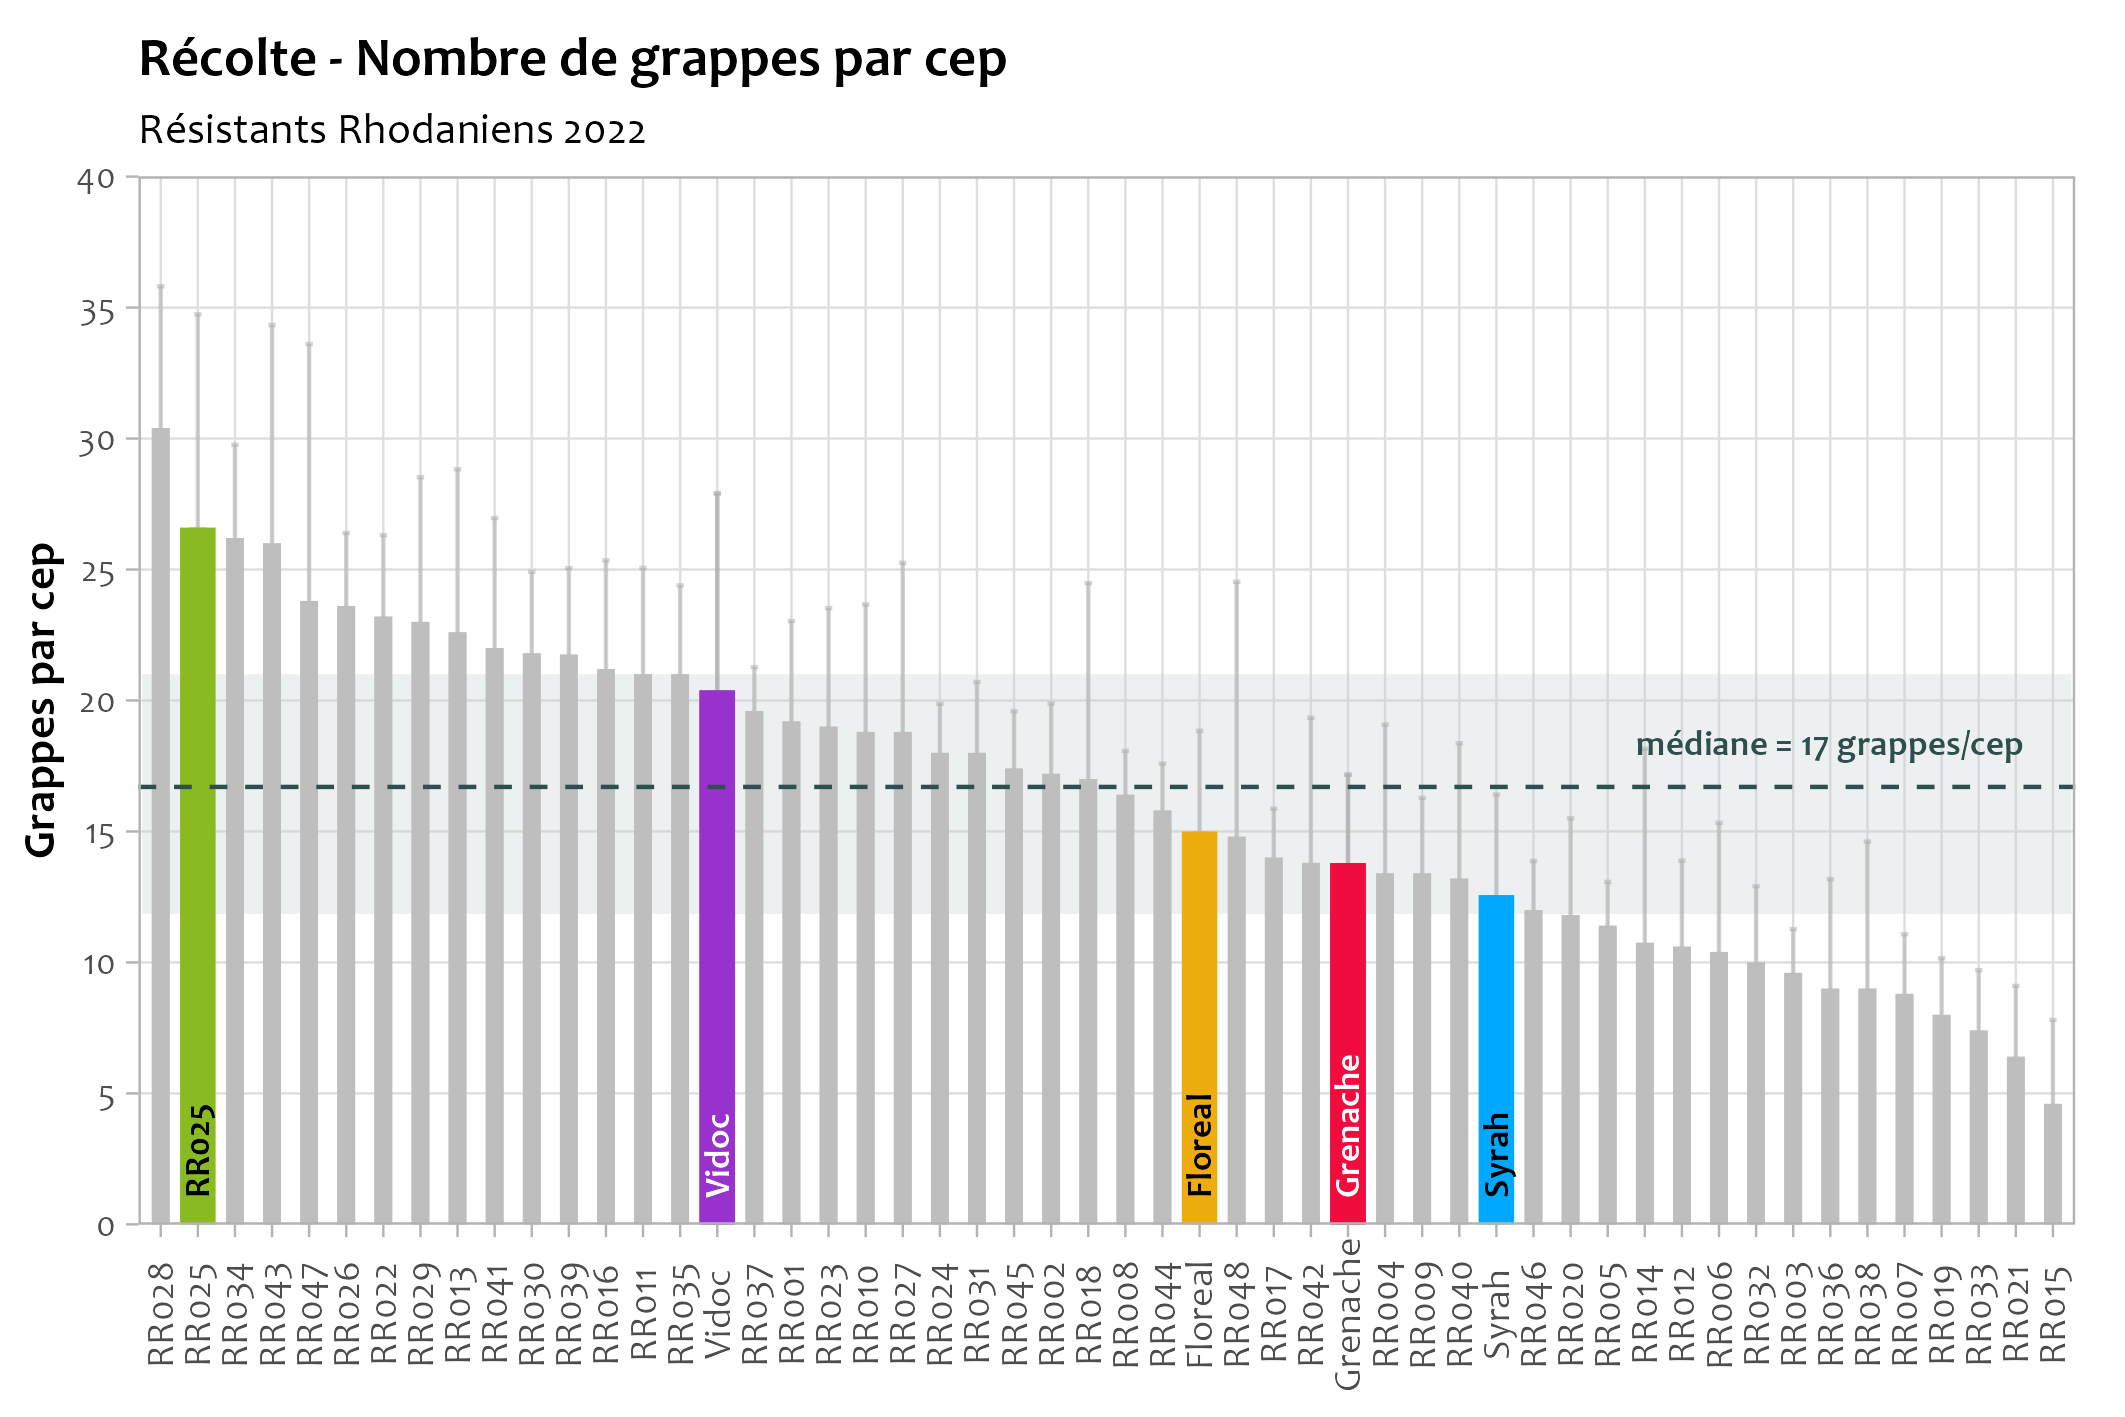 Récolte - Nombre de grappes par cep
Résistants Rhodaniens 2022
Grappes par cep
40
35
30
25
20
15
10
5
0
médiane = 17 grappes/cep
RR025
Vidoc
Floreal
Grenache
Syrah
RR028
RR025
RR034
RR043
RR047
RR026
RR022
RR029
RR013
RR041
RR030
RR039
RR016
RR011
RR035
Vidoc
RR037
RR001
RR023
RR010
RR027
RR024
RR031
RR045
RR002
RR018
RR008
RR044
Floreal
RR048
RR017
RR042
Grenache
RR004
RR009
RR040
Syrah
RR046
RR020
RR005
RR014
RR012
RR006
RR032
RR003
RR036
RR038
RR007
RR019
RR033
RR021
RR015